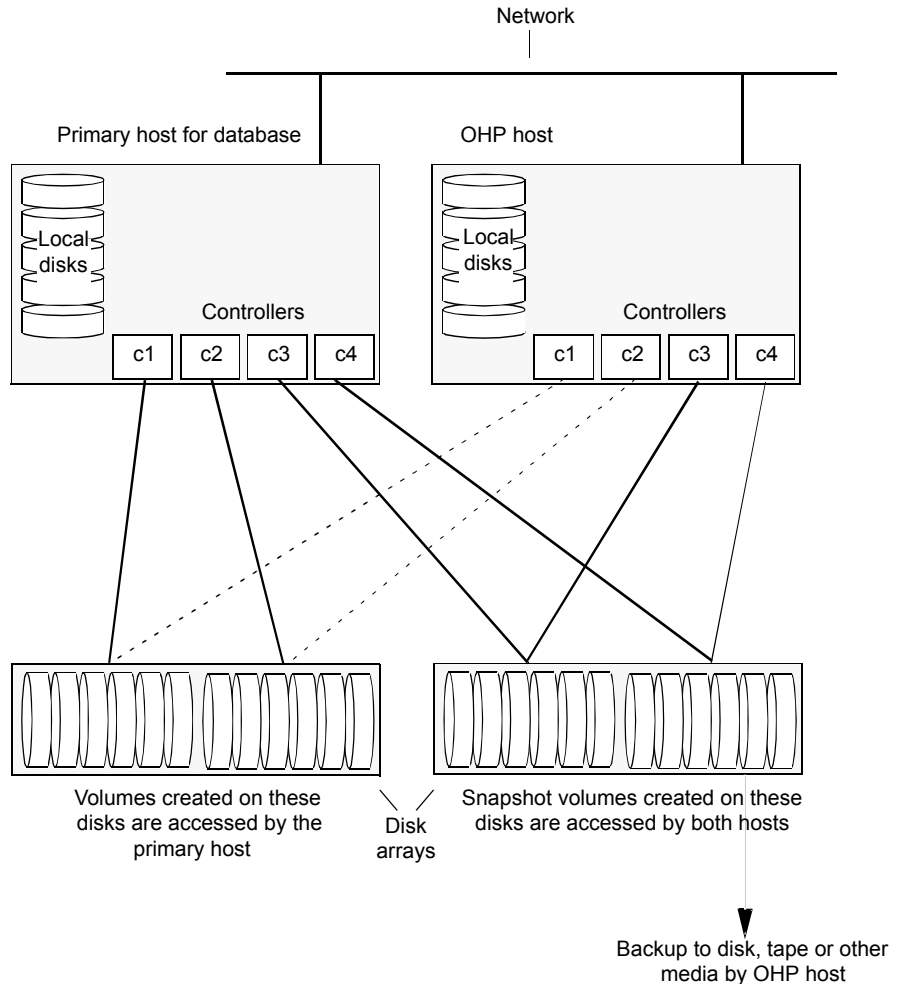 Network
Primary host for database
OHP host
Local
disks
Local
disks
Controllers
Controllers
c1
c2
c3
c4
c1
c2
c3
c4
Volumes created on these
disks are accessed by the
primary host
Disk
arrays
Snapshot volumes created on these
disks are accessed by both hosts
Backup to disk, tape or other
media by OHP host